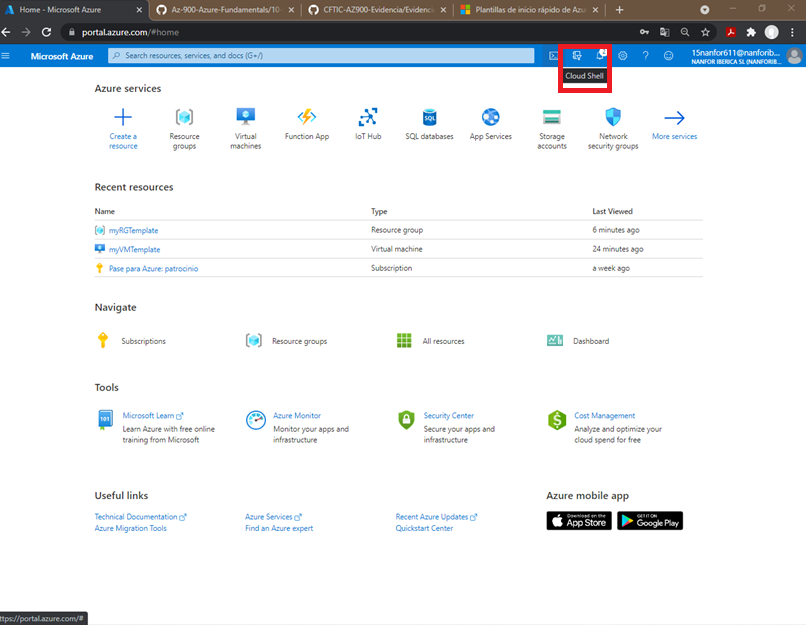 Home - Microsoft Azure
Az-900-Azure-Fundamentals/10-
CFTIC-AZ900-Evidencia/Evidenc
Plantillas de inicio rápido de Azu
portal.azure.com/#home
Microsoft Azure
Search resources, services, and docs (G+/)
15nanfor611@nanforib...
NANFOR IBERICA SL (NANFORIB...
Cloud Shell
Azure services
Create a resource
Resource groups
Virtual machines
Function App
IoT Hub
SQL databases
App Services
Storage accounts
Network security groups
More services
Recent resources
Name Type Last Viewed
myRGTemplate Resource group 6 minutes ago
myVMTemplate Virtual machine 24 minutes ago
Pase para Azure: patrocinio Subscription a week ago
Navigate
Subscriptions Resource groups All resources Dashboard
Tools
Microsoft Learn
Learn Azure with free online
training from Microsoft
Azure Monitor
Monitor your apps and
infrastructure
Security Center
Secure your apps and
infrastructure
Cost Management
Analyze and optimize your
cloud spend for free
Useful links
Technical Documentation Azure Services Recent Azure Updates
Azure Migration Tools Find an Azure expert Quickstart Center
Azure mobile app
Download on the
App Store
GET IT ON
Google Play
ttps://portal.azure.com/#